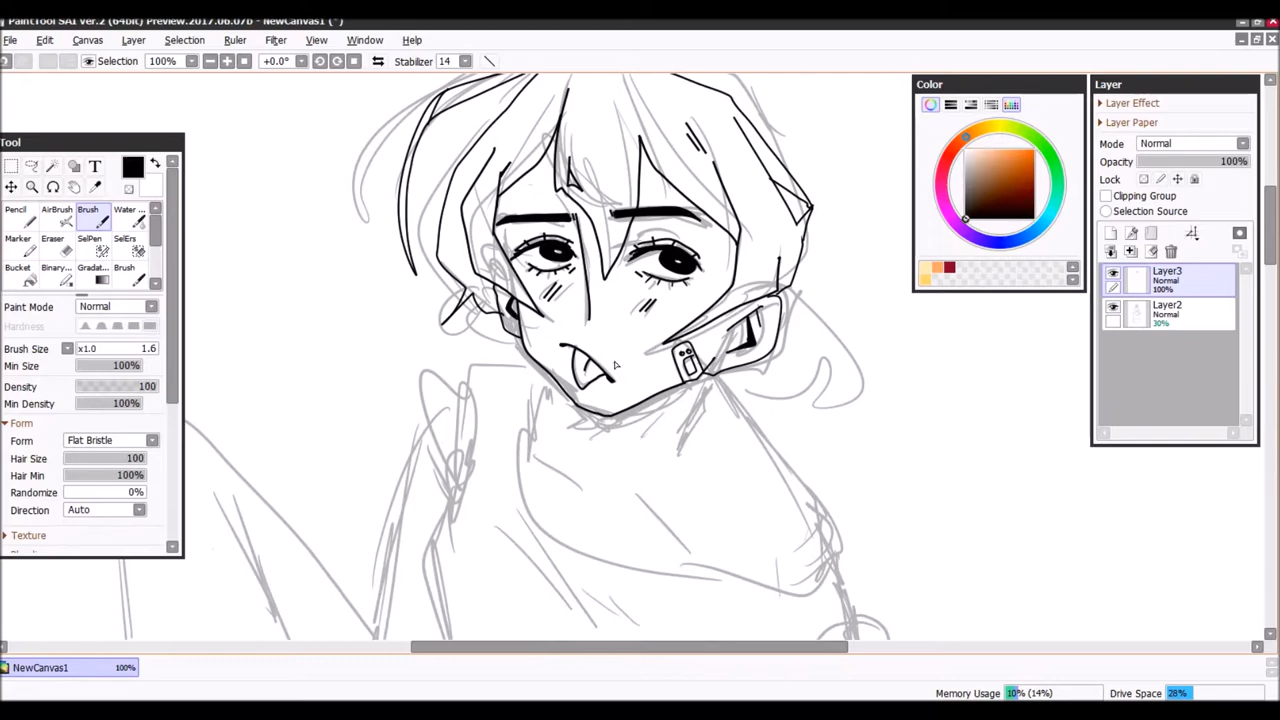 PaintTool SAI Ver.2 (64bit) Preview.2017.06.07b - NewCanvas1 (*)
File Edit Canvas Layer Selection Ruler Filter View Window Help
Selection 100% +0.0° Stabilizer 14
Tool
T
Pencil AirBrush Brush Water ...
Marker Eraser SelPen SelErs
Bucket Binary... Gradat... Brush
Paint Mode Normal
Hardness
Brush Size x1.0 1.6
Min Size 100%
Density 100
Min Density 100%
Form
Form Flat Bristle
Hair Size 100
Hair Min 100%
Randomize 0%
Direction Auto
Texture
Color
Layer
Layer Effect
Layer Paper
Mode Normal
Opacity 100%
Lock
Clipping Group
Selection Source
Layer3
Normal
100%
Layer2
Normal
30%
NewCanvas1 100%
Memory Usage 10% (14%) Drive Space 28%